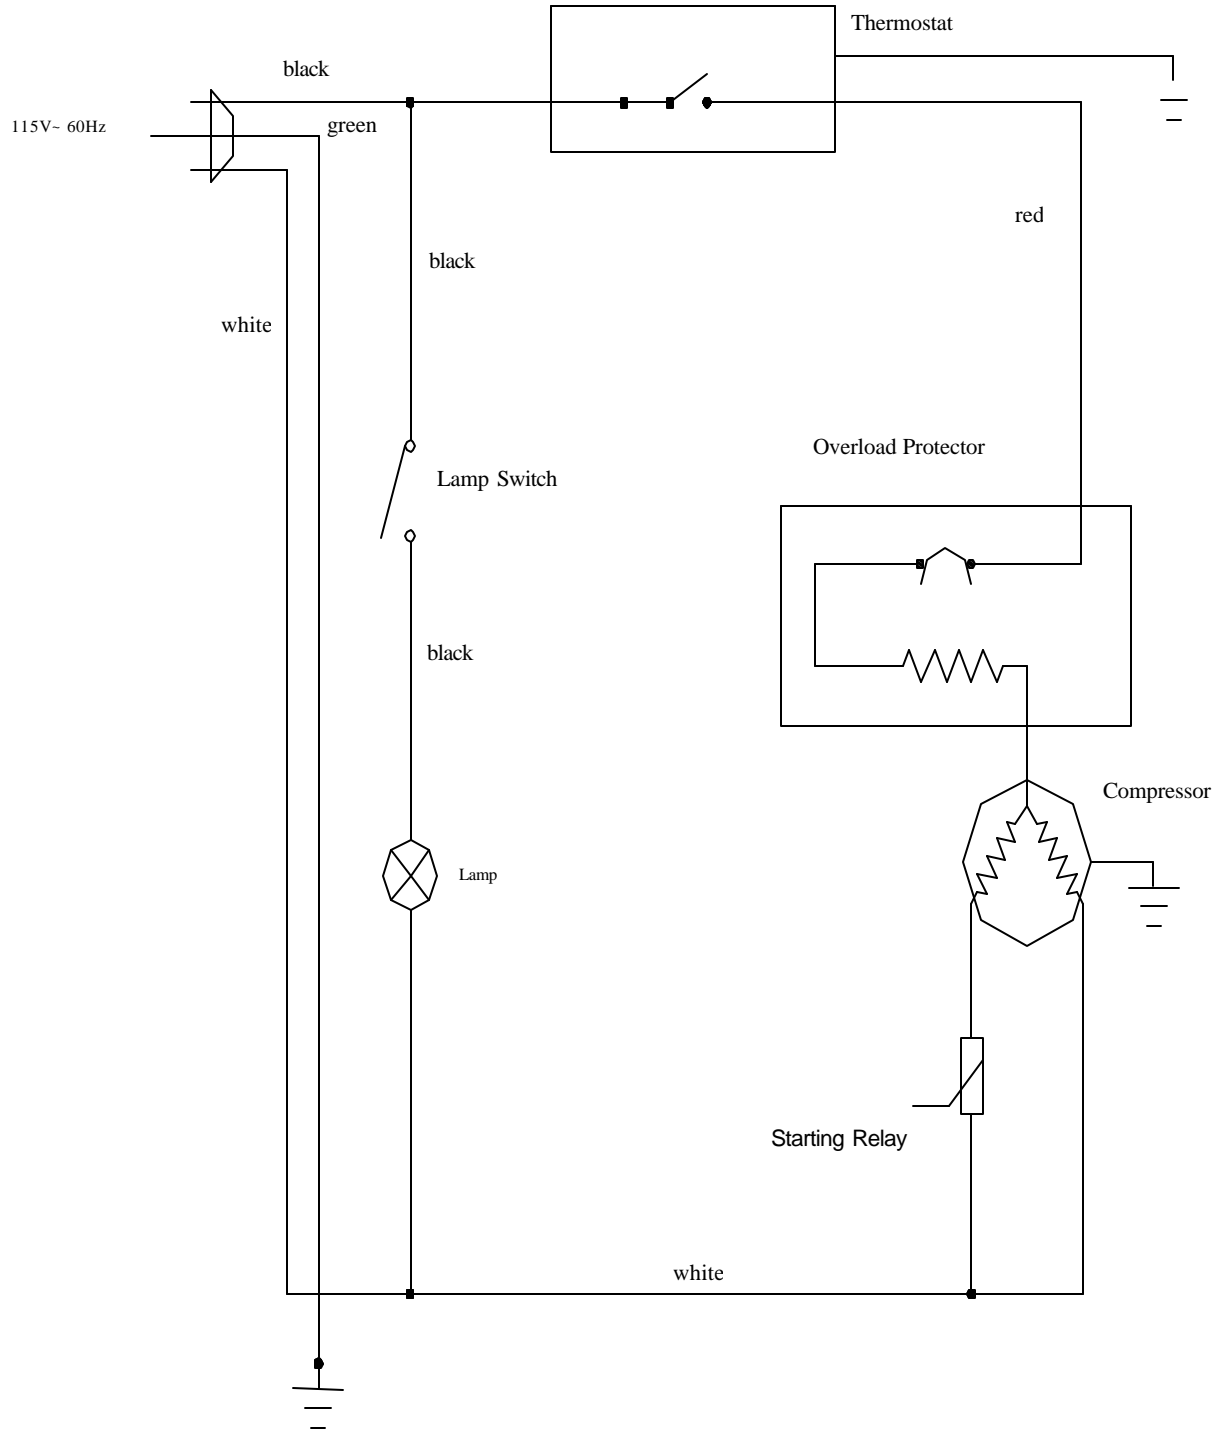 Thermostat
black
115V~ 60Hz
green
red
black
white
Overload Protector
Lamp Switch
black
Compressor
Lamp
Starting Relay
white